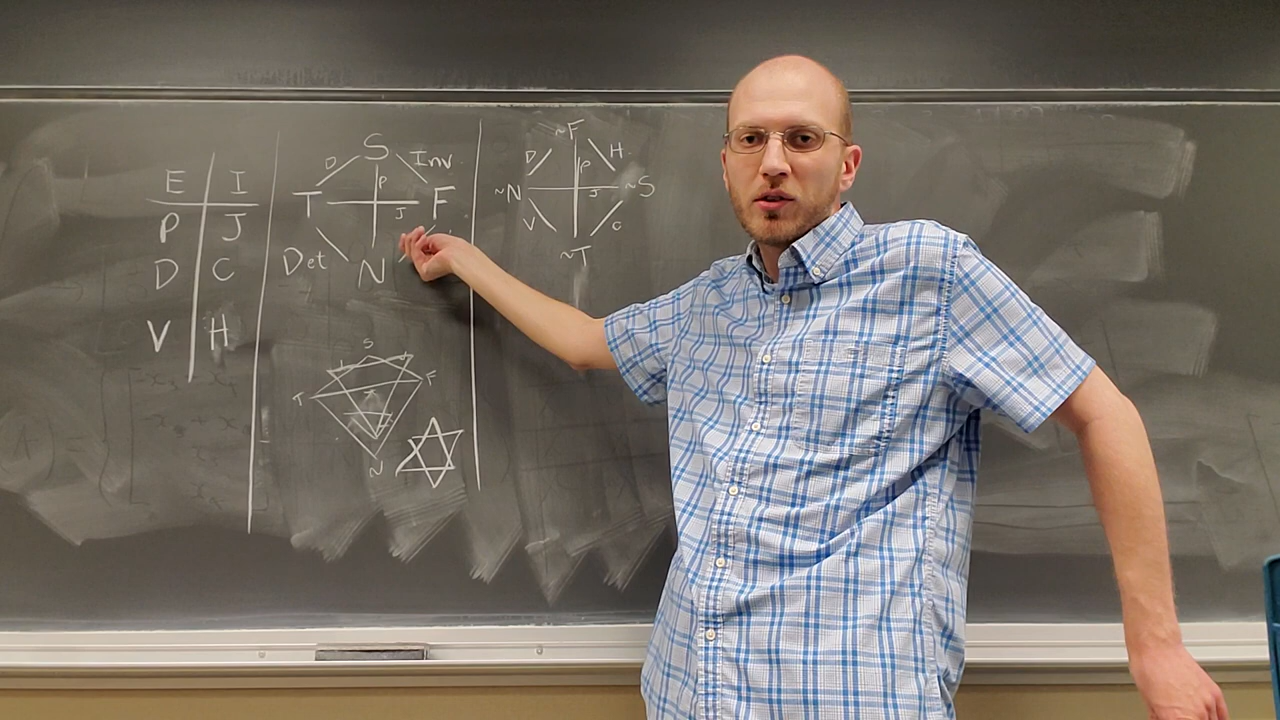 E I
P J
D C
V H
S
D Inv.
P
T J F
Det N
S
T F
N
~F
D P H
~N J ~S
V C
~T